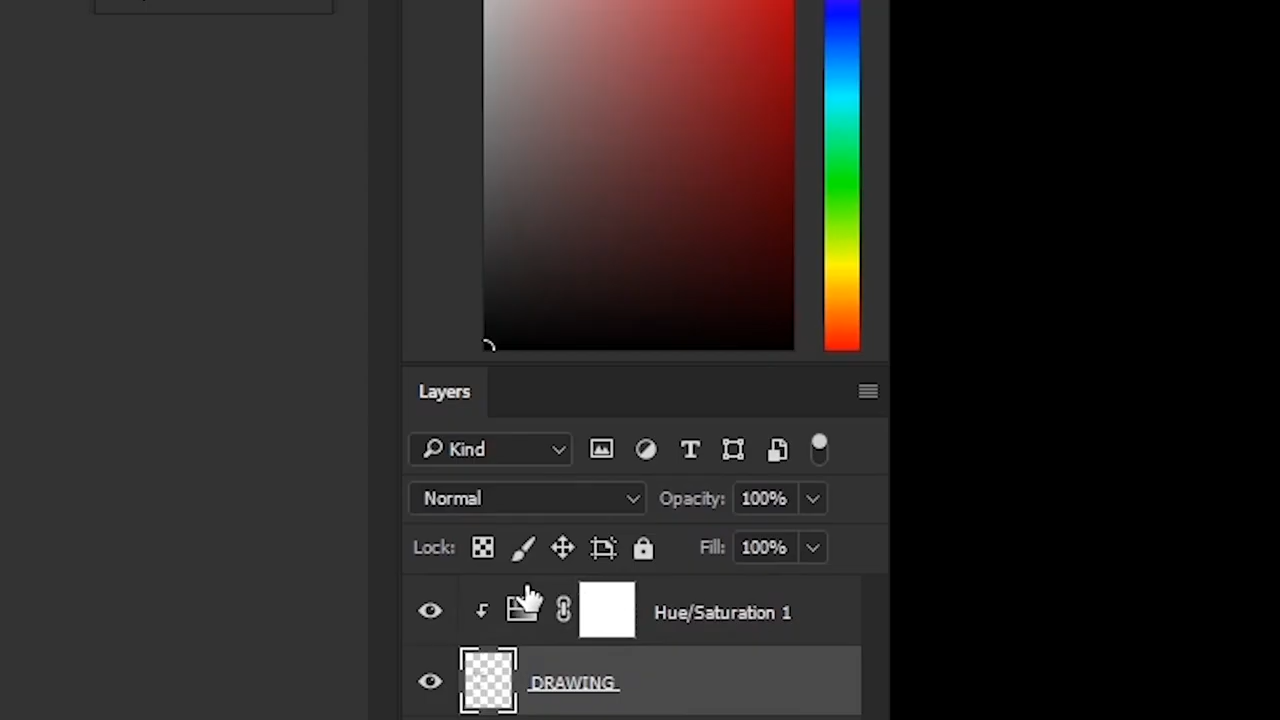 Layers
Kind
Normal Opacity: 100%
Lock: Fill: 100%
Hue/Saturation 1
DRAWING